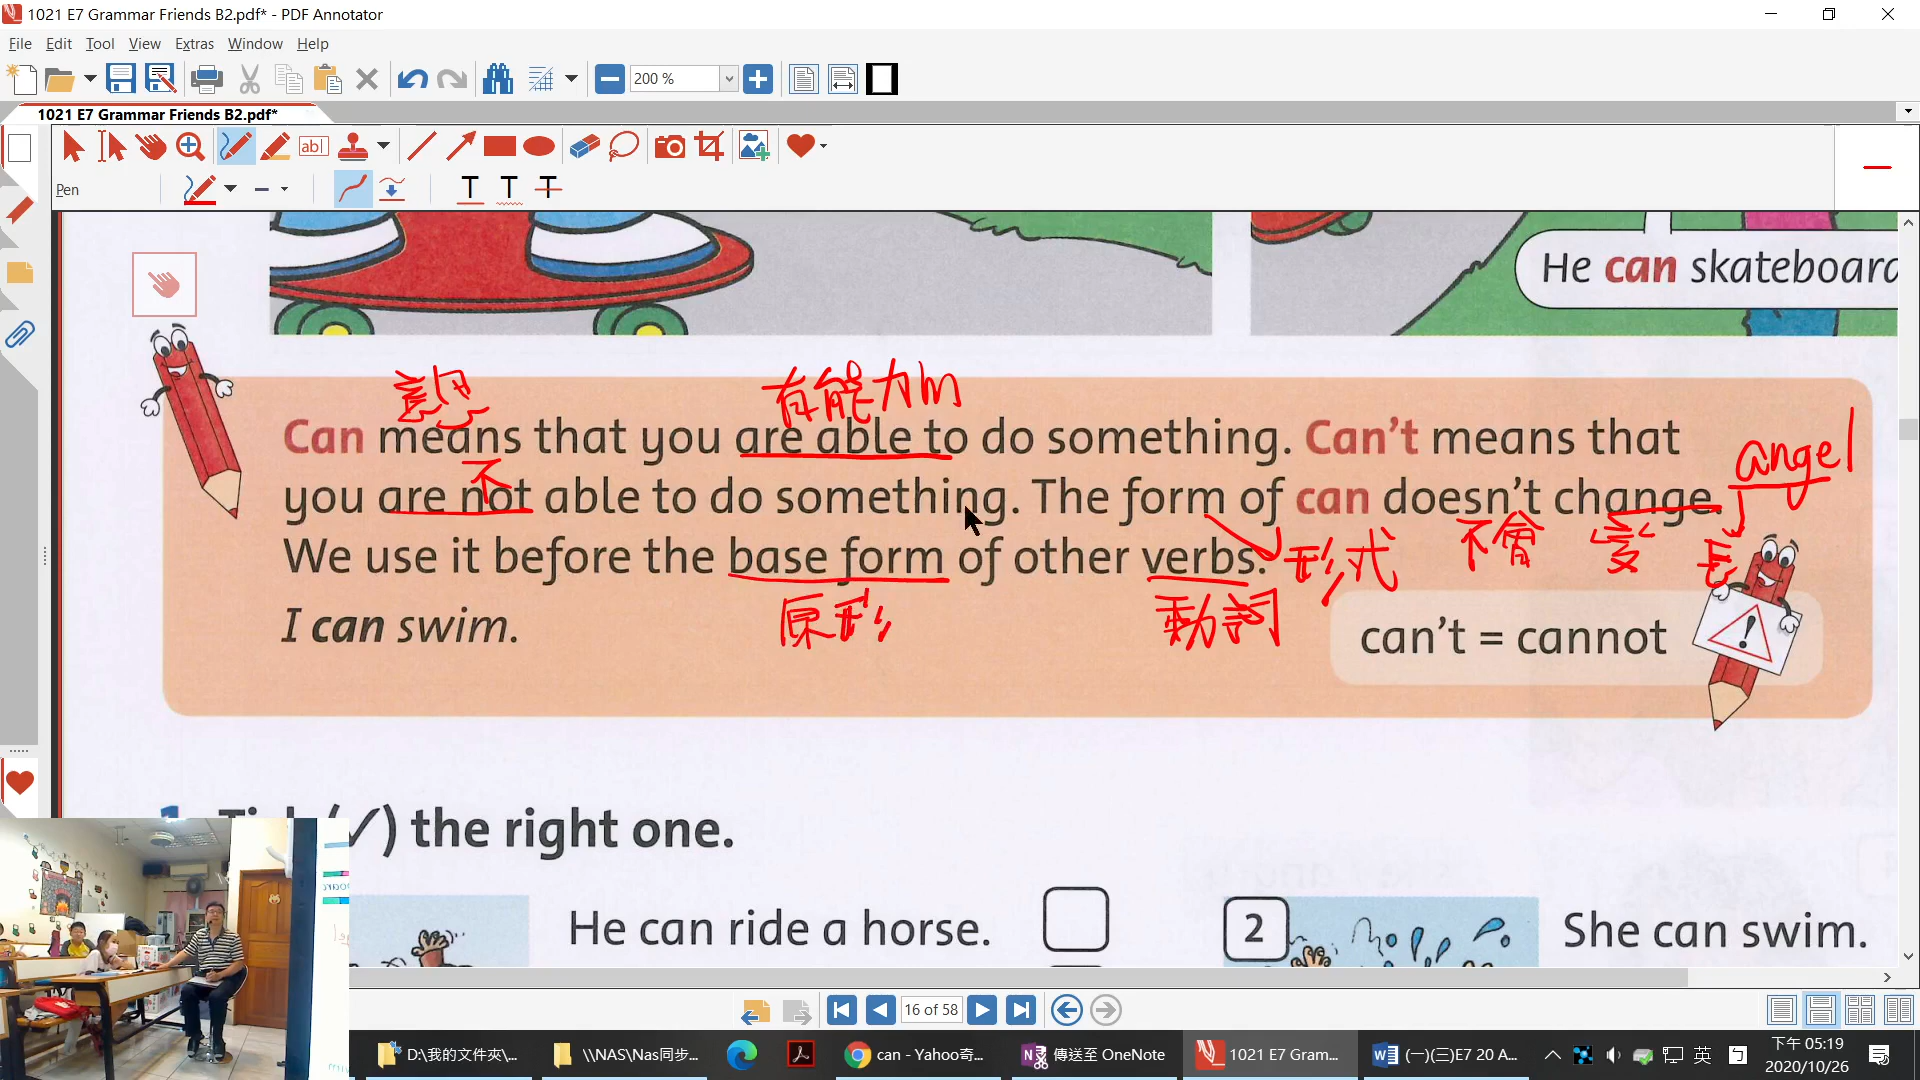 1021 E7 Grammar Friends B2.pdf* - PDF Annotator
File Edit Tool View Extras Window Help
200 %
1021 E7 Grammar Friends B2.pdf*
ab|
Pen
T T T
He can skateboard
意思
有能力
Can means that you are able to do something. Can't means that
angel
不
you are not able to do something. The form of can doesn't change.
We use it before the base form of other verbs.
形式 不會 變
原形
動詞
I can swim.
can't = cannot
!
1 Tick (✓) the right one.
He can ride a horse.
2
She can swim.
16 of 58
D:\我的文件夾\...
\\NAS\Nas同步...
can - Yahoo奇...
傳送至 OneNote
1021 E7 Gram...
(一)(三)E7 20 A...
英
下午 05:19
2020/10/26